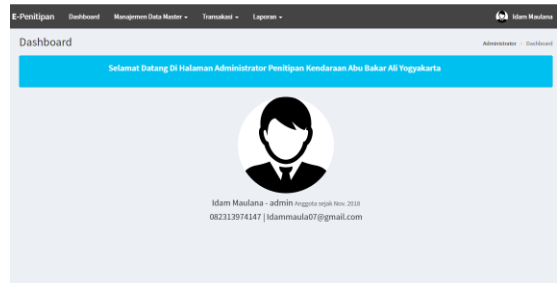 E-Penitipan Dashboard Manajemen Data Master Transakasi Laporan Idam Maulana
Dashboard Administrator Dashboard
Selamat Datang Di Halaman Administrator Penitipan Kendaraan Abu Bakar Ali Yogyakarta
Idam Maulana - admin Anggota sejak Nov. 2018
082313974147 | Idammaula07@gmail.com